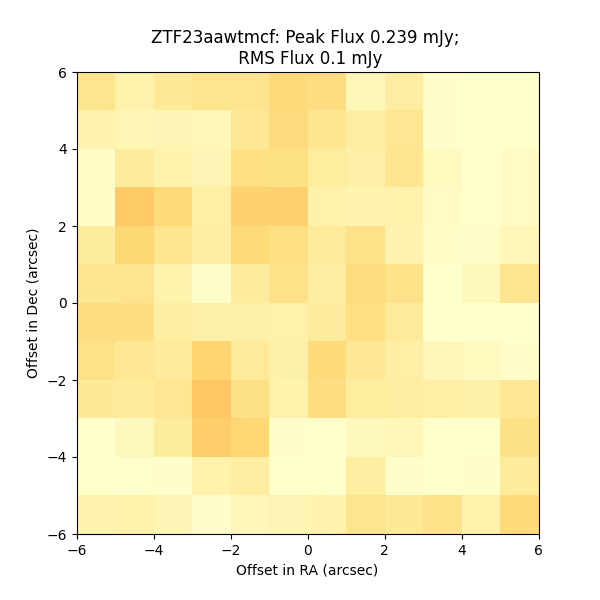 ZTF23aawtmcf: Peak Flux 0.239 mJy;
RMS Flux 0.1 mJy
6
4
2
0
−2
−4
−6
Offset in Dec (arcsec)
−6 −4 −2 0 2 4 6
Offset in RA (arcsec)